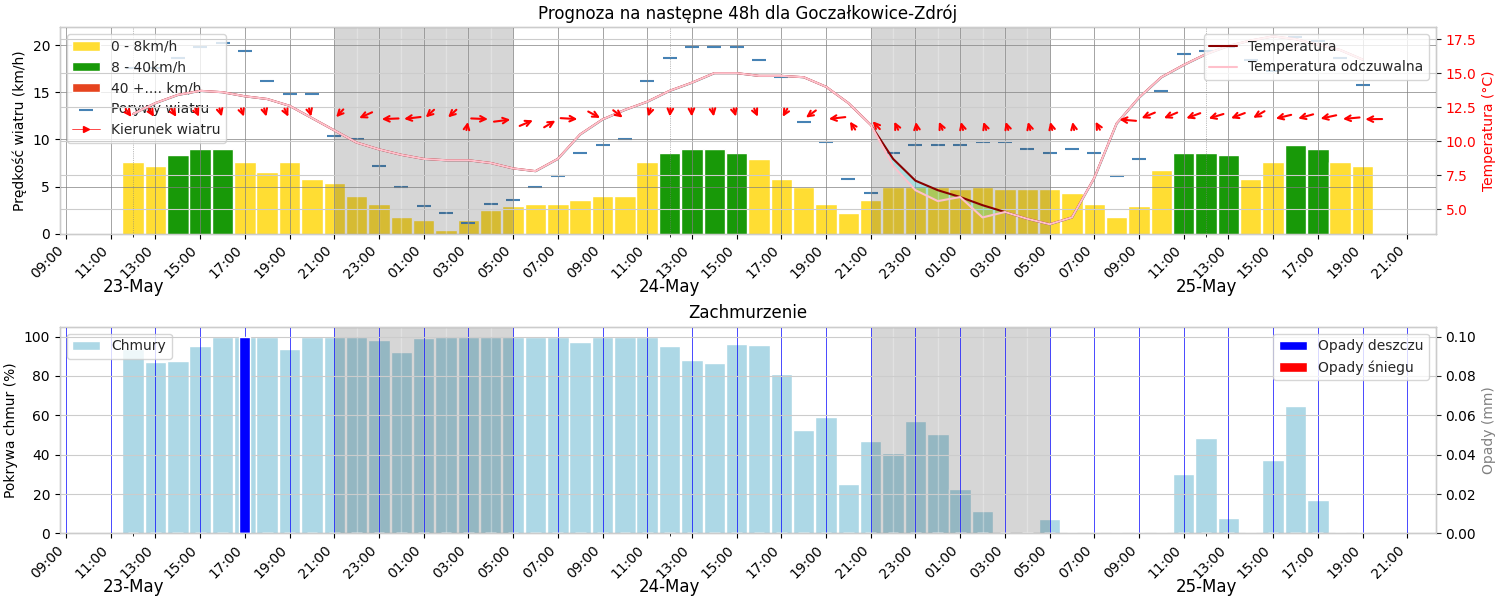 Prognoza na następne 48h dla Goczałkowice-Zdrój
Prędkość wiatru (km/h)
20
15
10
5
0
0 - 8km/h
8 - 40km/h
40 +.... km/h
Porywy wiatru
Kierunek wiatru
Temperatura
Temperatura odczuwalna
17.5
15.0
12.5
10.0
7.5
5.0
Temperatura (°C)
09:00 11:00 13:00 15:00 17:00 19:00 21:00 23:00 01:00 03:00 05:00 07:00 09:00 11:00 13:00 15:00 17:00 19:00 21:00 23:00 01:00 03:00 05:00 07:00 09:00 11:00 13:00 15:00 17:00 19:00 21:00
23-May 24-May 25-May
Zachmurzenie
Pokrywa chmur (%)
100
80
60
40
20
0
Chmury
Opady deszczu
Opady śniegu
0.10
0.08
0.06
0.04
0.02
0.00
Opady (mm)
09:00 11:00 13:00 15:00 17:00 19:00 21:00 23:00 01:00 03:00 05:00 07:00 09:00 11:00 13:00 15:00 17:00 19:00 21:00 23:00 01:00 03:00 05:00 07:00 09:00 11:00 13:00 15:00 17:00 19:00 21:00
23-May 24-May 25-May